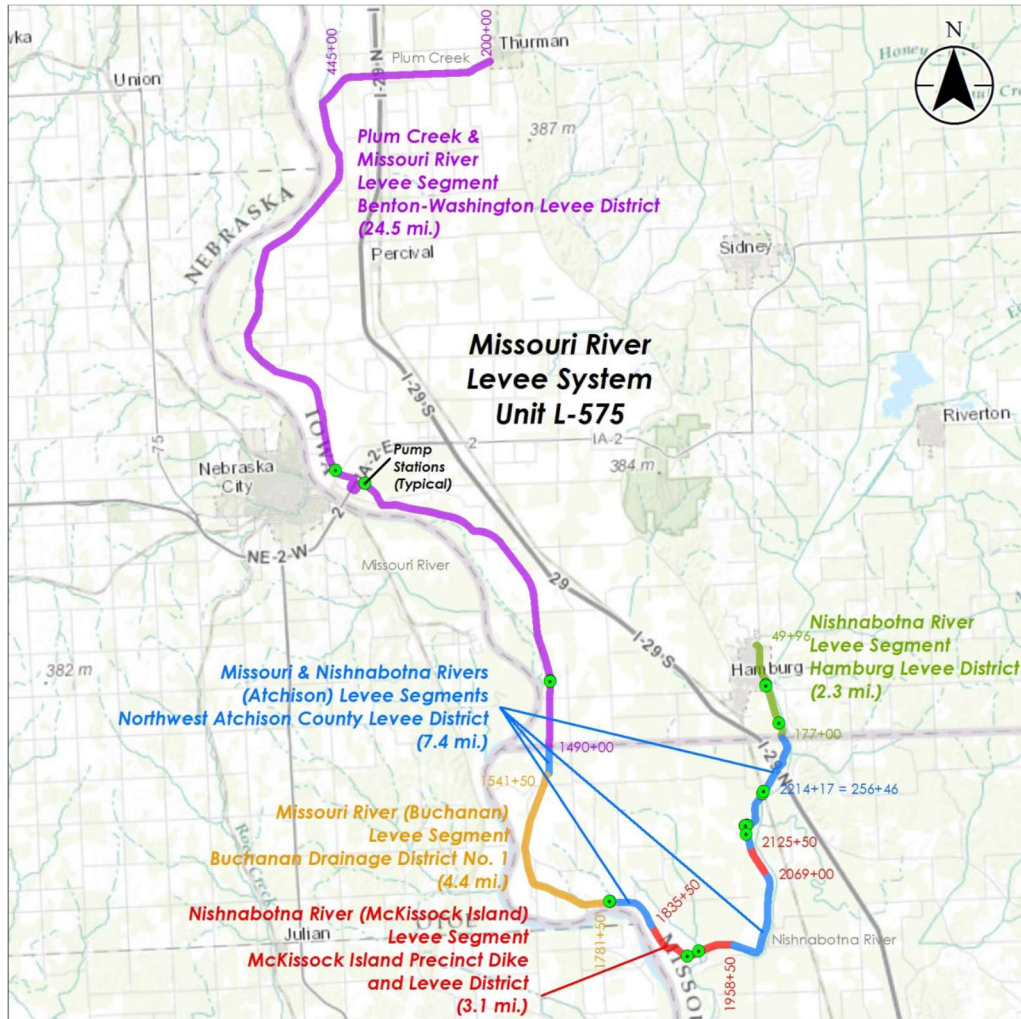 wka
Union
445+00
Plum Creek
200+00
Thurman
N
I-29 N
387 m
Plum Creek &
Missouri River
Levee Segment
Benton-Washington Levee District
(24.5 mi.)
NEBRASKA
Percival
Sidney
Missouri River
Levee System
Unit L-575
I-29 S
Riverton
IOWA
IA-2-E
2
IA-2
75
Pump
Stations
(Typical)
Nebraska
City
384 m
2
NE-2-W
Missouri River
29
I-29 S
382 m
49+96
Hamburg
Nishnabotna River
Levee Segment
Hamburg Levee District
(2.3 mi.)
Missouri & Nishnabotna Rivers
(Atchison) Levee Segments
Northwest Atchison County Levee District
(7.4 mi.)
177+00
1490+00
I-29 N
1541+50
2214+17 = 256+46
Missouri River (Buchanan)
Levee Segment
Buchanan Drainage District No. 1
(4.4 mi.)
2125+50
2069+00
Rock Creek
1835+50
Nishnabotna River (McKissock Island)
Levee Segment
McKissock Island Precinct Dike
and Levee District
(3.1 mi.)
Julian
OTOE
1781+50
MISSOU
1958+50
Nishnabotna River